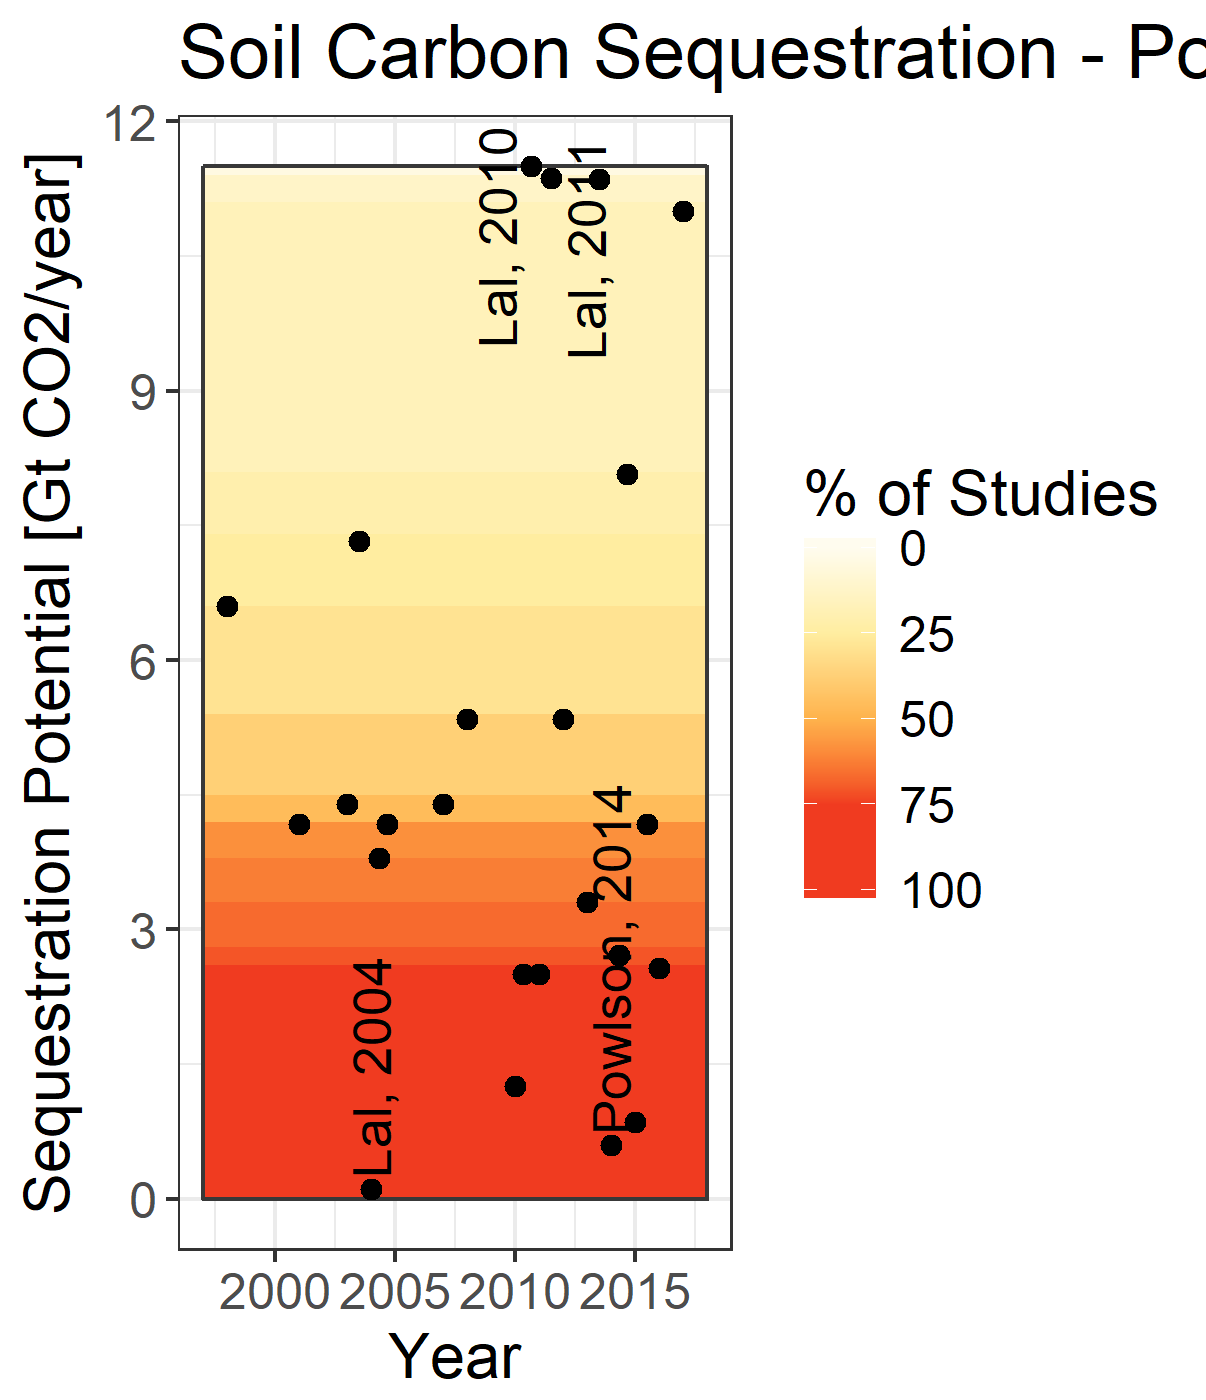 Soil Carbon Sequestration - Po
Sequestration Potential [Gt CO2/year]
12
9
6
3
0
Lal, 2010
Lal, 2011
Lal, 2004
Powlson, 2014
2000 2005 2010 2015
Year
% of Studies
0
25
50
75
100